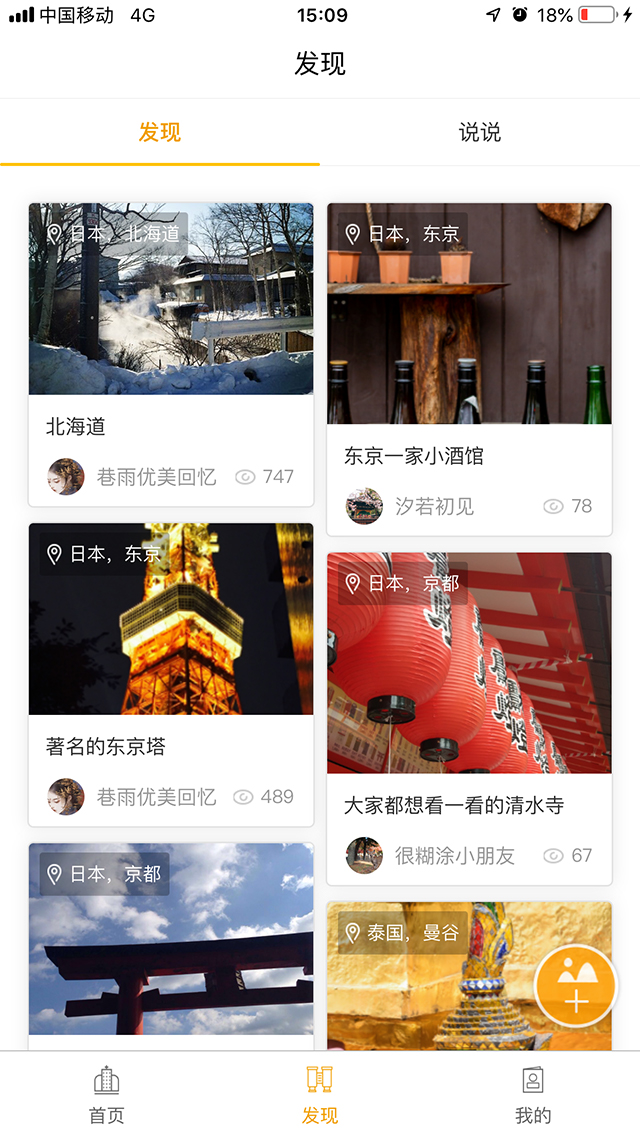 中国移动 4G 15:09 18%
发现
发现 说说
日本，北海道
北海道
巷雨优美回忆 747
日本，东京
东京一家小酒馆
汐若初见 78
日本，东京
著名的东京塔
巷雨优美回忆 489
日本，京都
大家都想看一看的清水寺
很糊涂小朋友 67
日本，京都
泰国，曼谷
首页 发现 我的